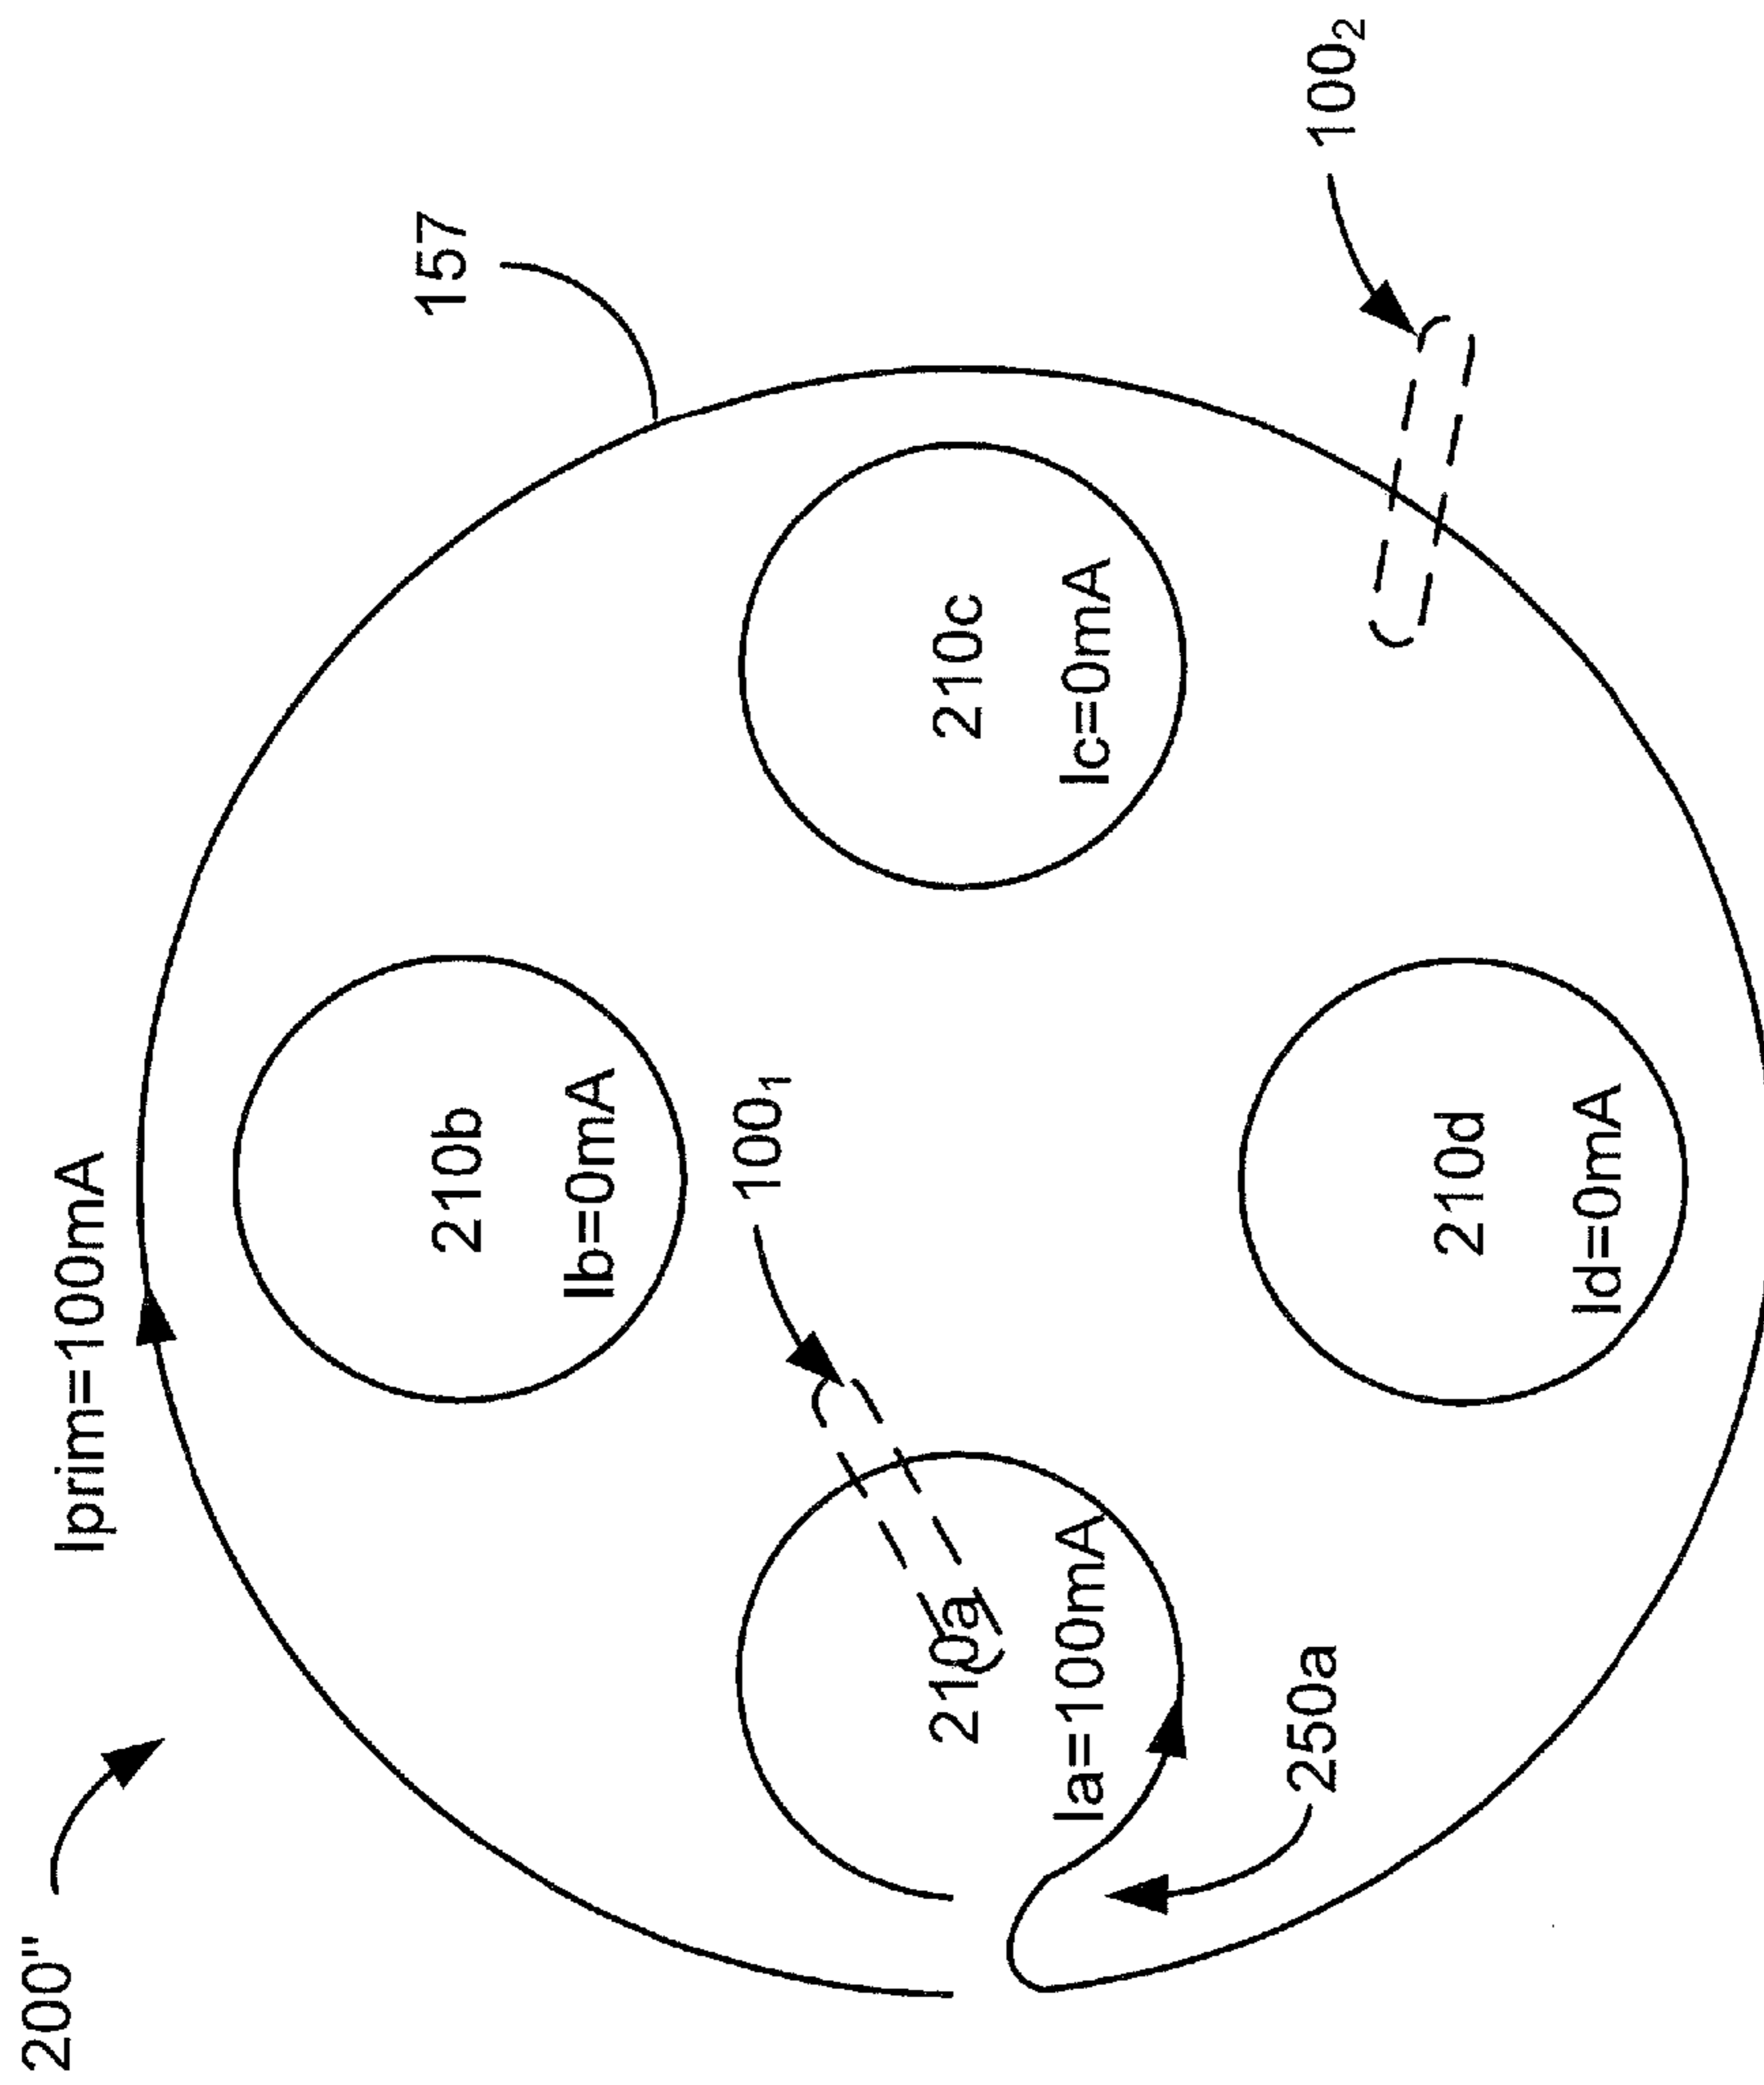 200"
Iprim=100mA
157
210b
Ib=0mA
100₁
210a
Ia=100mA
210c
Ic=0mA
250a
210d
Id=0mA
100₂